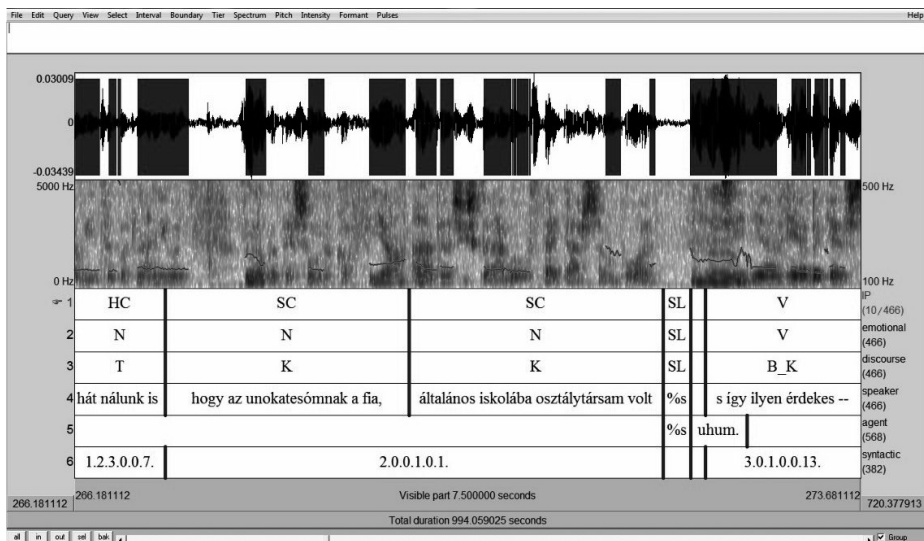 File Edit Query View Select Interval Boundary Tier Spectrum Pitch Intensity Formant Pulses Help
0.03009
0
-0.03439
5000 Hz 500 Hz
0 Hz 100 Hz
1 HC SC SC SL V IP (10/466)
2 N N N SL V emotional (466)
3 T K K SL B_K discourse (466)
4 hát nálunk is hogy az unokatesómnak a fia, általános iskolába osztálytársam volt %s s így ilyen érdekes -- speaker (466)
5 %s uhum. agent (568)
6 1.2.3.0.0.7. 2.0.0.1.0.1. 3.0.1.0.0.13. syntactic (382)
266.181112 266.181112 Visible part 7.500000 seconds 273.681112 720.377913
Total duration 994.059025 seconds
all in out sel bak Group